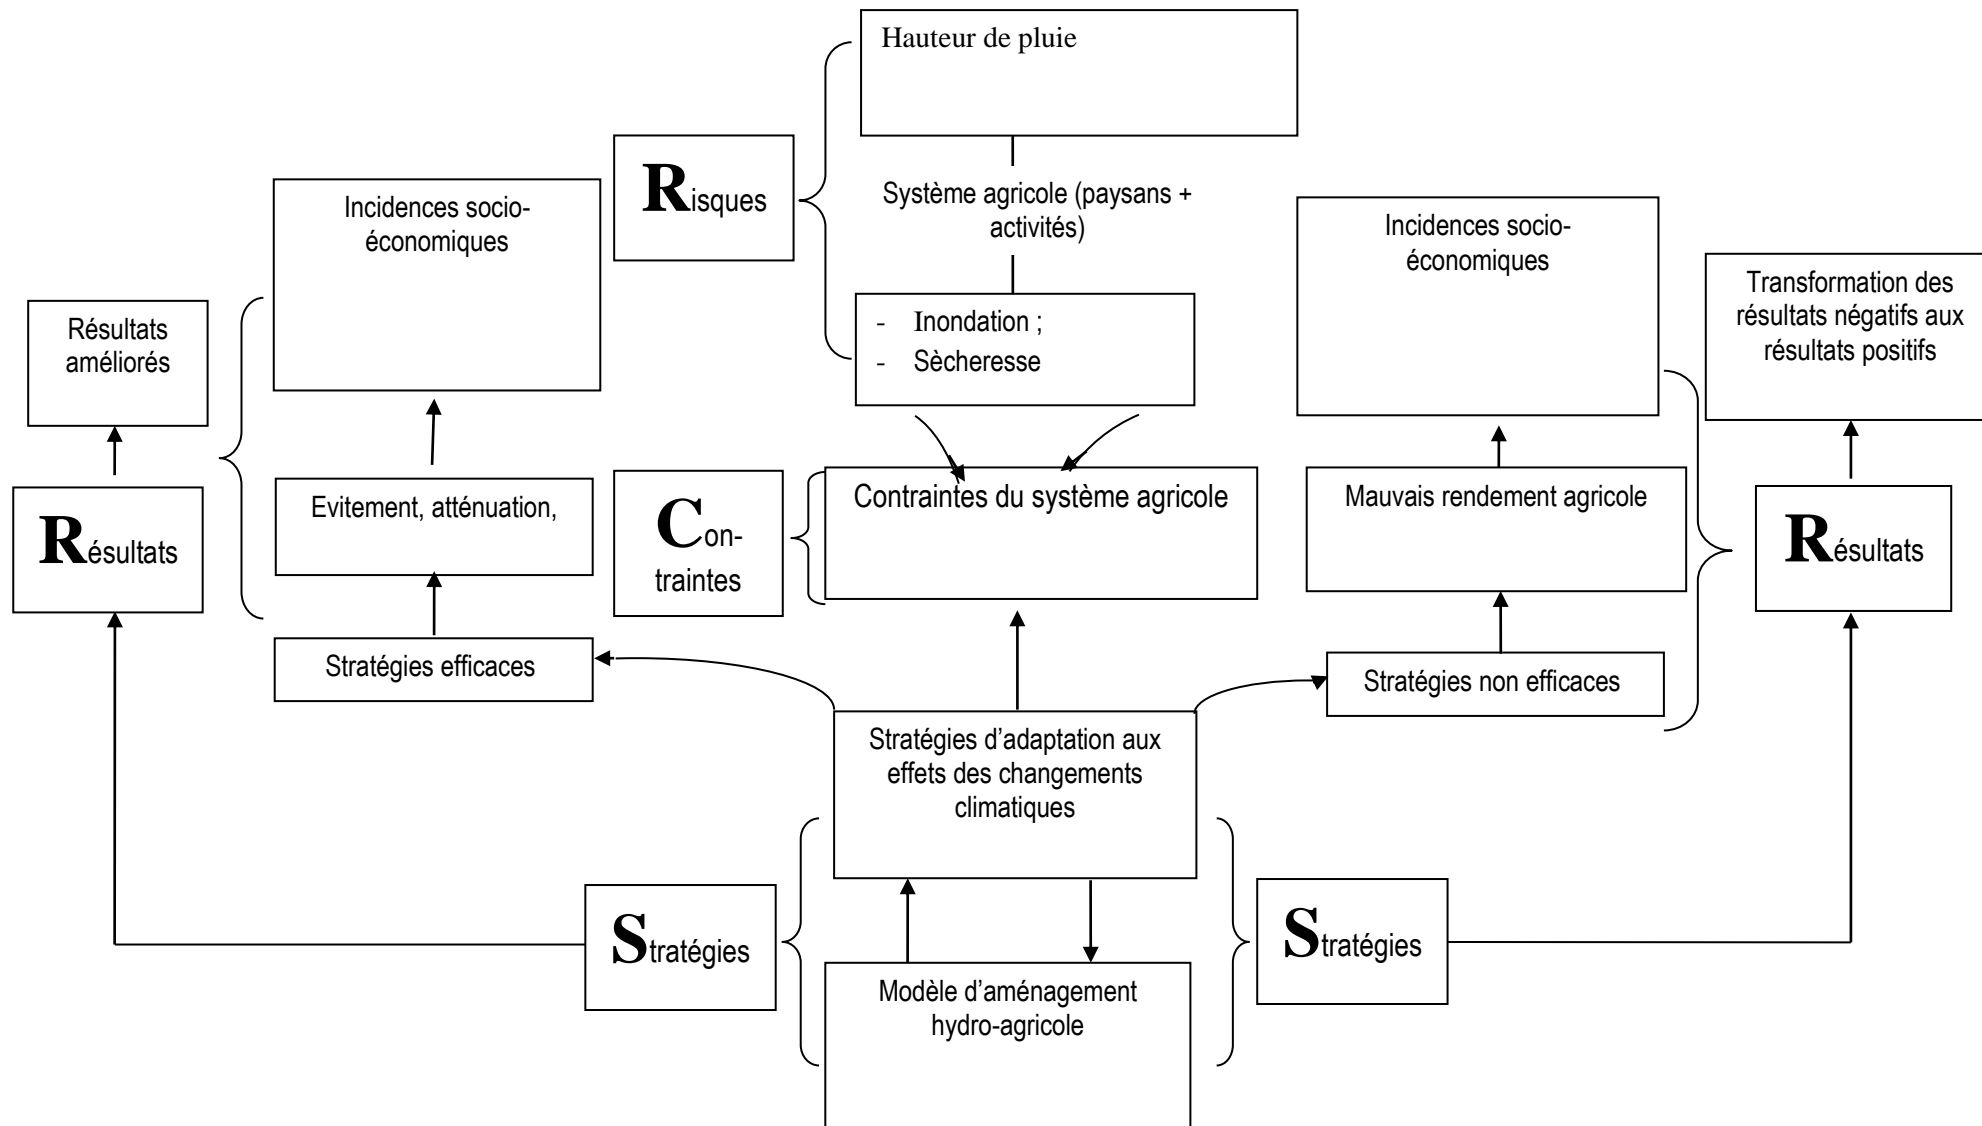 Hauteur de pluie
Risques
Système agricole (paysans +
activités)
Incidences socio-
économiques
Incidences socio-
économiques
Transformation des
résultats négatifs aux
résultats positifs
Résultats
améliorés
- Inondation ;
- Sècheresse
Evitement, atténuation,
Con-
traintes
Contraintes du système agricole
Mauvais rendement agricole
Résultats
Résultats
Stratégies efficaces
Stratégies non efficaces
Stratégies d’adaptation aux
effets des changements
climatiques
Stratégies
Stratégies
Modèle d’aménagement
hydro-agricole